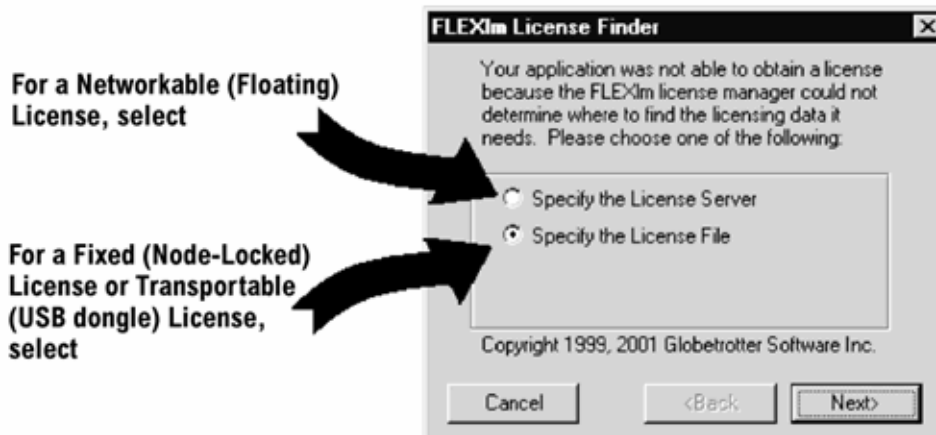 For a Networkable (Floating)
License, select
For a Fixed (Node-Locked)
License or Transportable
(USB dongle) License,
select
FLEXlm License Finder
Your application was not able to obtain a license
because the FLEXlm license manager could not
determine where to find the licensing data it
needs. Please choose one of the following:
Specify the License Server
Specify the License File
Copyright 1999, 2001 Globetrotter Software Inc.
Cancel
<Back
Next>